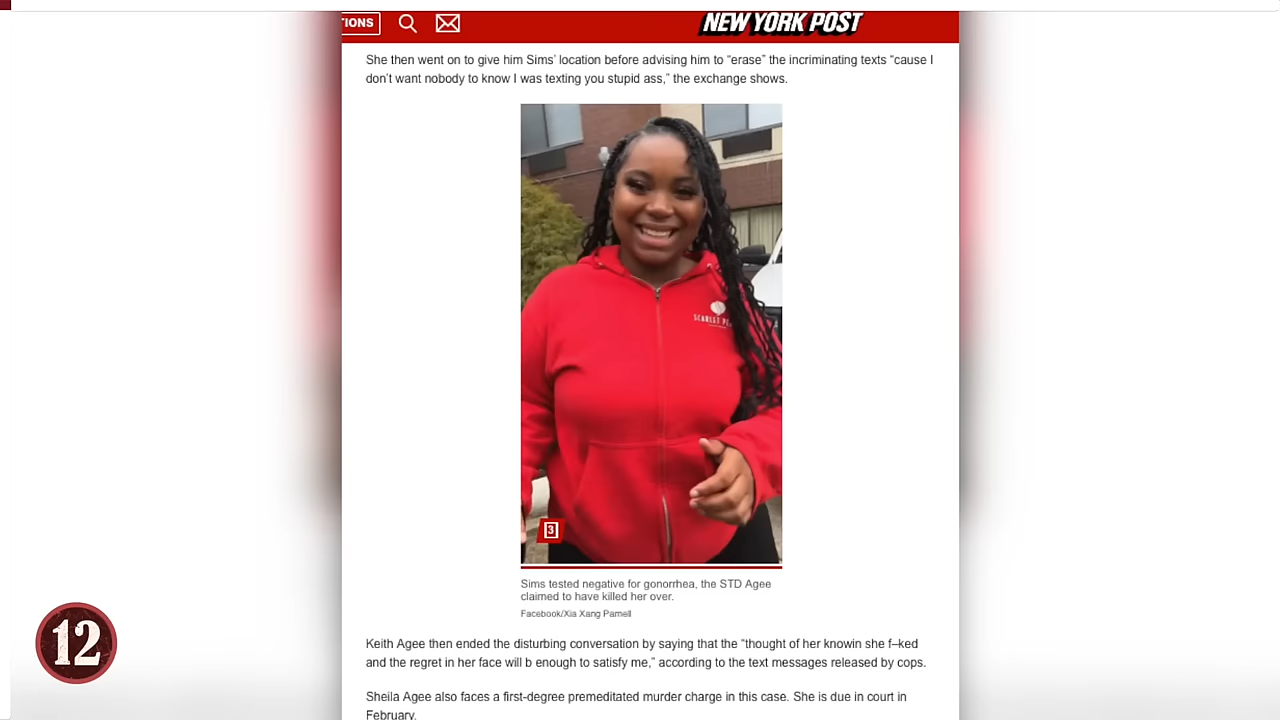 TIONS
NEW YORK POST
She then went on to give him Sims' location before advising him to “erase” the incriminating texts “cause I
don't want nobody to know I was texting you stupid ass,” the exchange shows.
SCARLET
3
Sims tested negative for gonorrhea, the STD Agee
claimed to have killed her over.
Facebook/Xia Xang Parnell
12
Keith Agee then ended the disturbing conversation by saying that the “thought of her knowin she f–ked
and the regret in her face will b enough to satisfy me,” according to the text messages released by cops.
Sheila Agee also faces a first-degree premeditated murder charge in this case. She is due in court in
February.